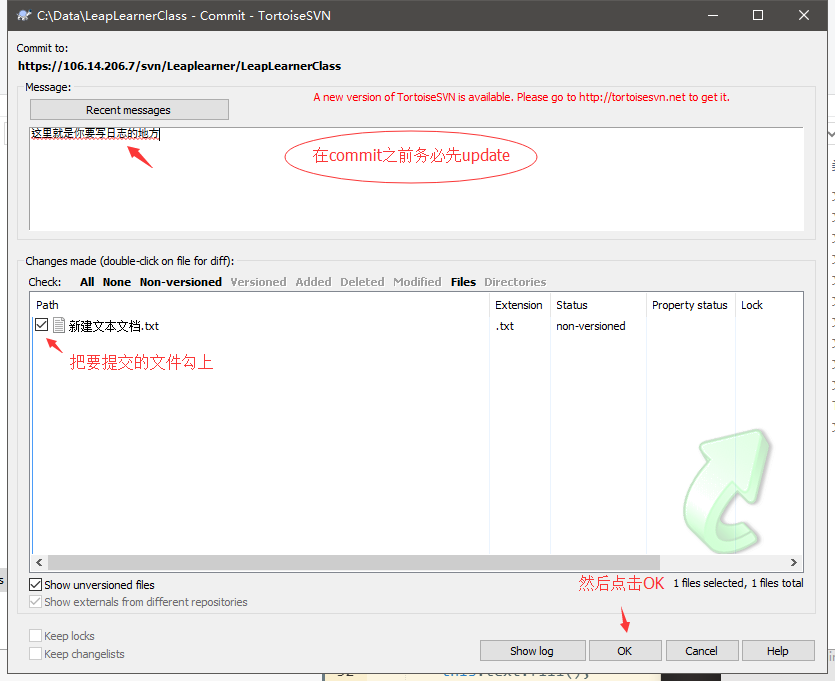 C:\Data\LeapLearnerClass - Commit - TortoiseSVN
Commit to:
https://106.14.206.7/svn/Leaplearner/LeapLearnerClass
Message:
A new version of TortoiseSVN is available. Please go to http://tortoisesvn.net to get it.
Recent messages
这里就是你要写日志的地方
在commit之前务必先update
Changes made (double-click on file for diff):
Check: All None Non-versioned Versioned Added Deleted Modified Files Directories
Path Extension Status Property status Lock
新建文本文档.txt .txt non-versioned
把要提交的文件勾上
Show unversioned files
然后点击OK
1 files selected, 1 files total
Show externals from different repositories
Keep locks
Keep changelists
Show log OK Cancel Help